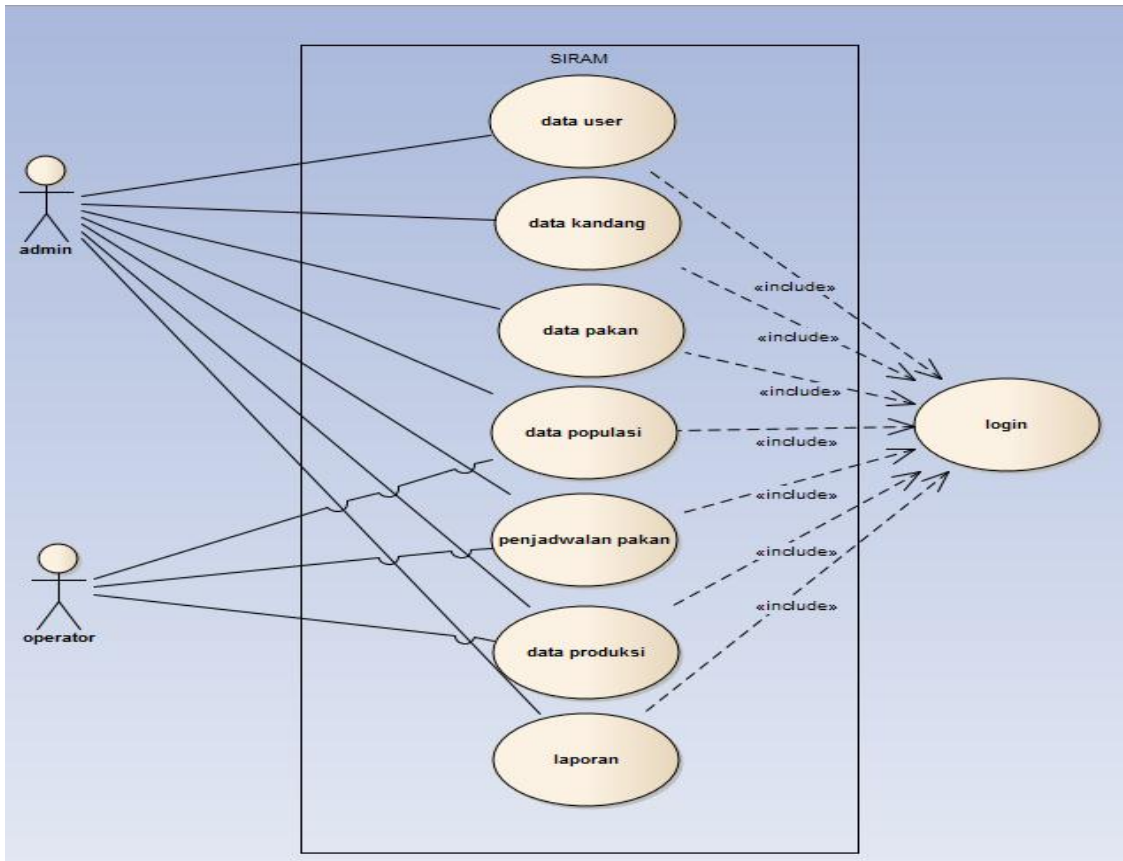 SIRAM
data user
admin
data kandang
«include»
data pakan
«include»
«include»
data populasi
login
«include»
«include»
penjadwalan pakan
«include»
operator
«include»
data produksi
laporan